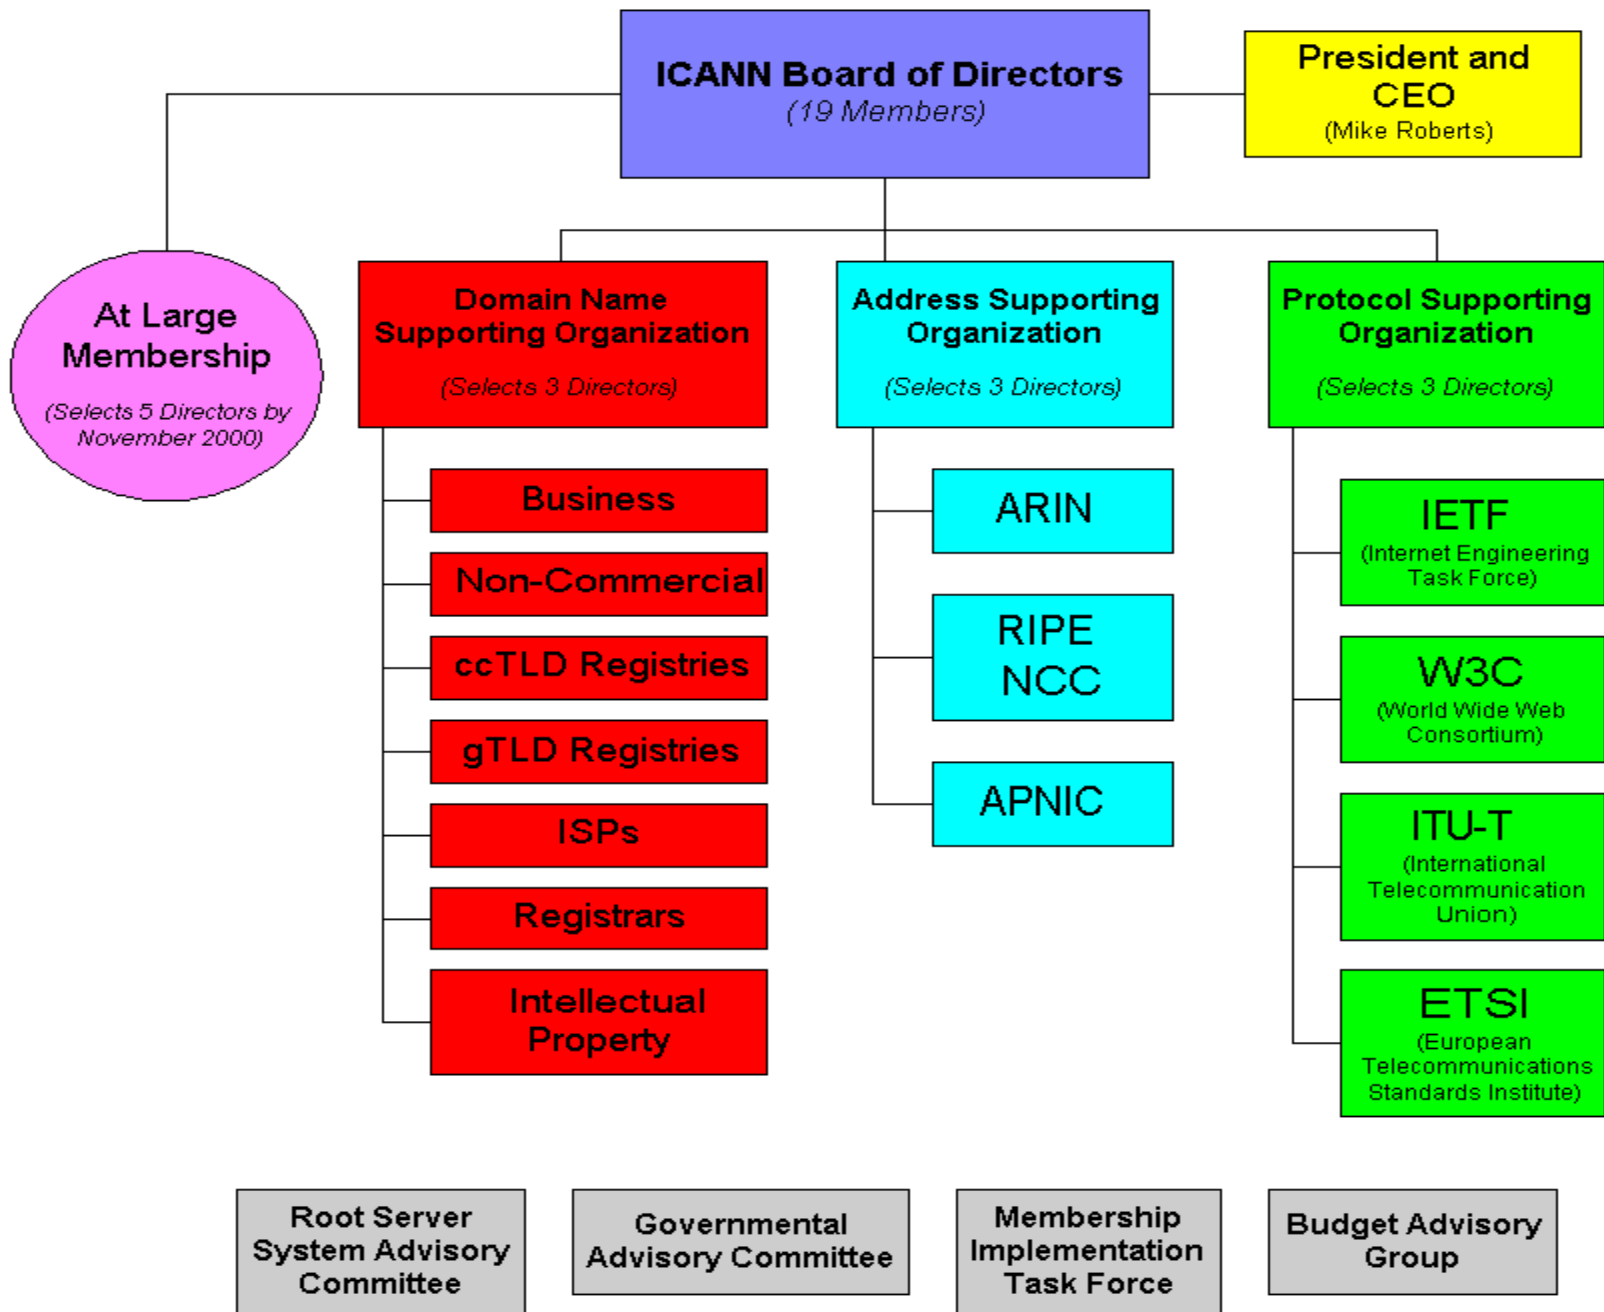 ICANN Board of Directors
(19 Members)
President and
CEO
(Mike Roberts)
At Large
Membership
(Selects 5 Directors by
November 2000)
Domain Name
Supporting Organization
(Selects 3 Directors)
Business
Non-Commercial
ccTLD Registries
gTLD Registries
ISPs
Registrars
Intellectual
Property
Address Supporting
Organization
(Selects 3 Directors)
ARIN
RIPE
NCC
APNIC
Protocol Supporting
Organization
(Selects 3 Directors)
IETF
(Internet Engineering
Task Force)
W3C
(World Wide Web
Consortium)
ITU-T
(International
Telecommunication
Union)
ETSI
(European
Telecommunications
Standards Institute)
Root Server
System Advisory
Committee
Governmental
Advisory Committee
Membership
Implementation
Task Force
Budget Advisory
Group